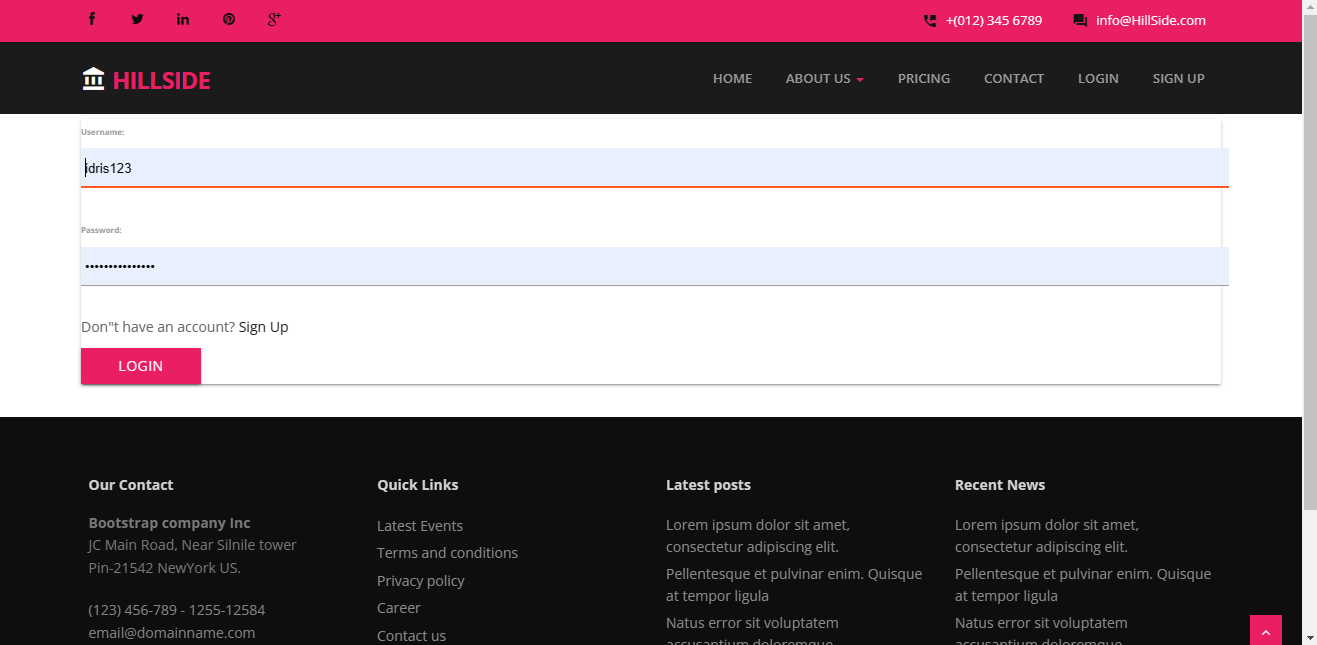 +(012) 345 6789 info@HillSide.com
HILLSIDE HOME ABOUT US PRICING CONTACT LOGIN SIGN UP
Username:
idris123
Password:
•••••••••••••••
Don"t have an account? Sign Up
LOGIN
Our Contact
Bootstrap company Inc
JC Main Road, Near Silnile tower
Pin-21542 NewYork US.
(123) 456-789 - 1255-12584
email@domainname.com
Quick Links
Latest Events
Terms and conditions
Privacy policy
Career
Contact us
Latest posts
Lorem ipsum dolor sit amet,
consectetur adipiscing elit.
Pellentesque et pulvinar enim. Quisque
at tempor ligula
Natus error sit voluptatem
accusantium doloremque
Recent News
Lorem ipsum dolor sit amet,
consectetur adipiscing elit.
Pellentesque et pulvinar enim. Quisque
at tempor ligula
Natus error sit voluptatem
accusantium doloremque